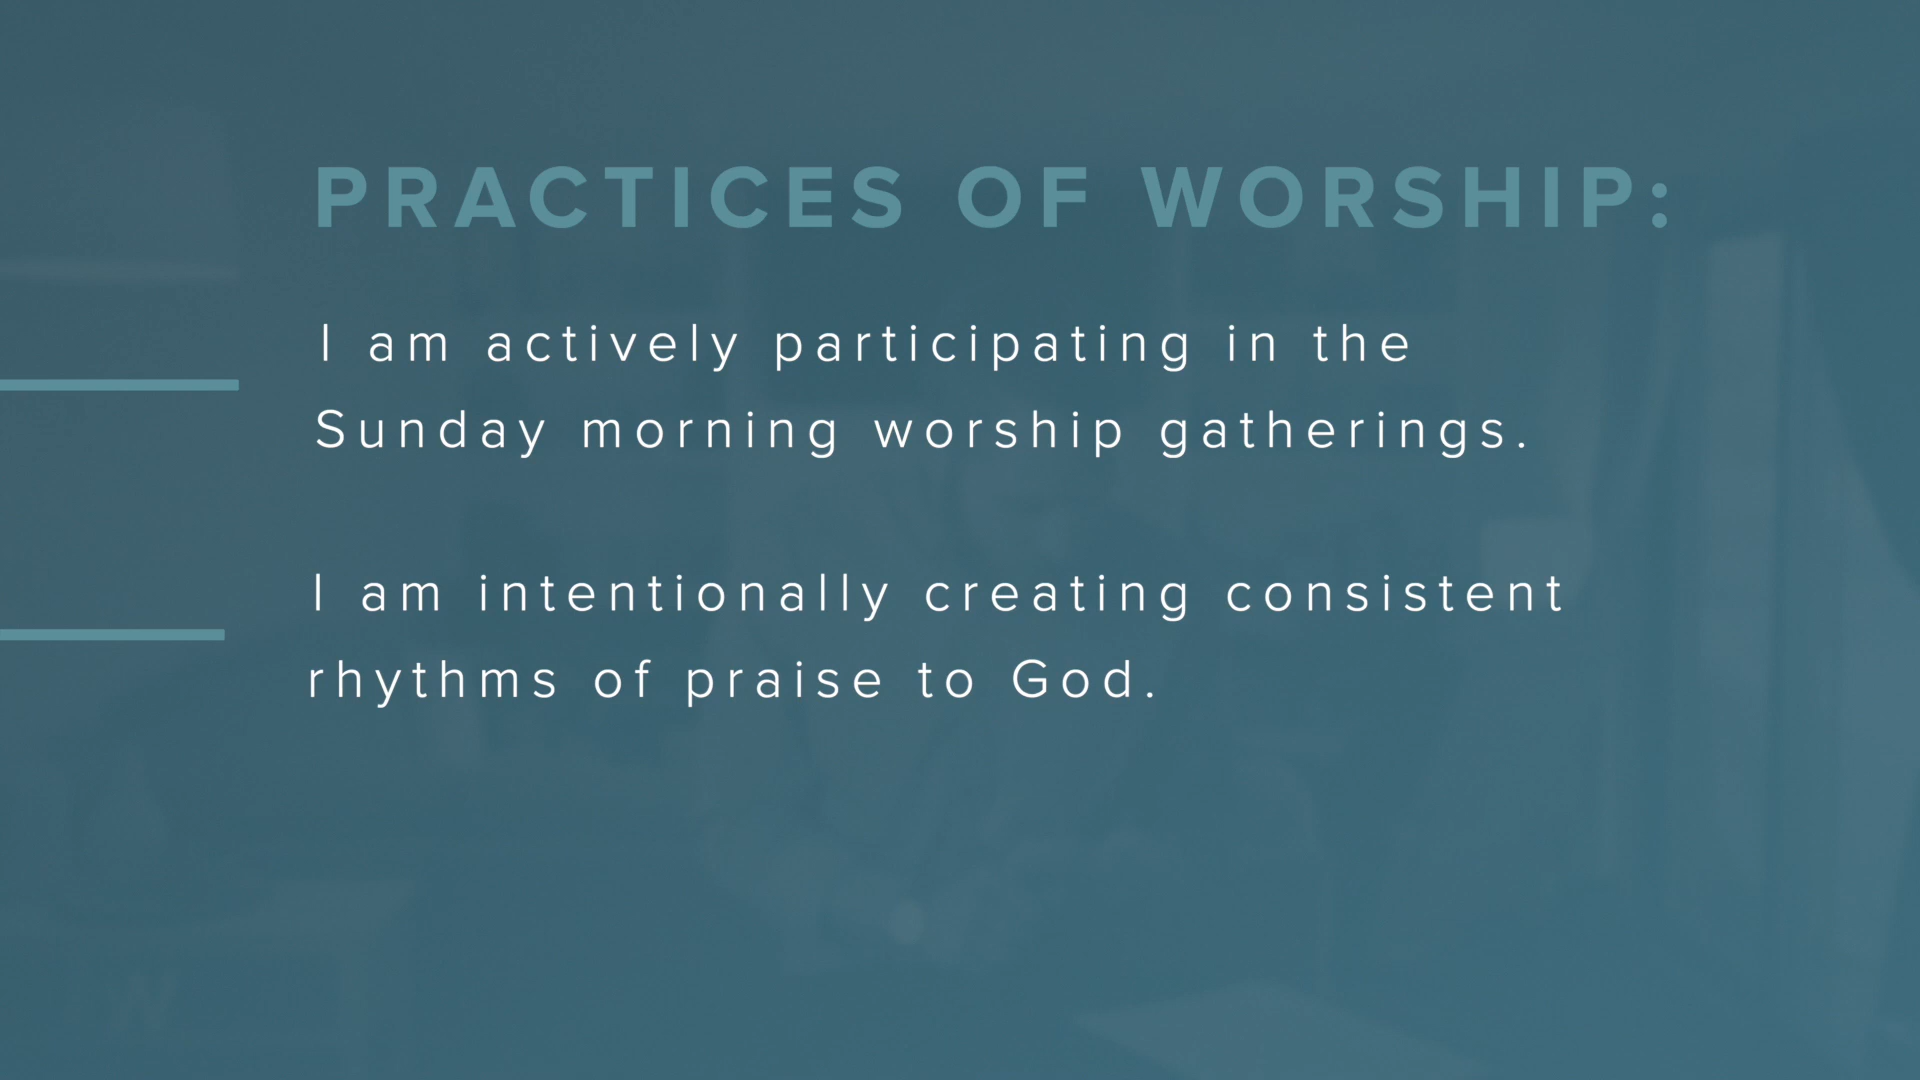 PRACTICES OF WORSHIP:
I am actively participating in the
Sunday morning worship gatherings.
I am intentionally creating consistent
rhythms of praise to God.